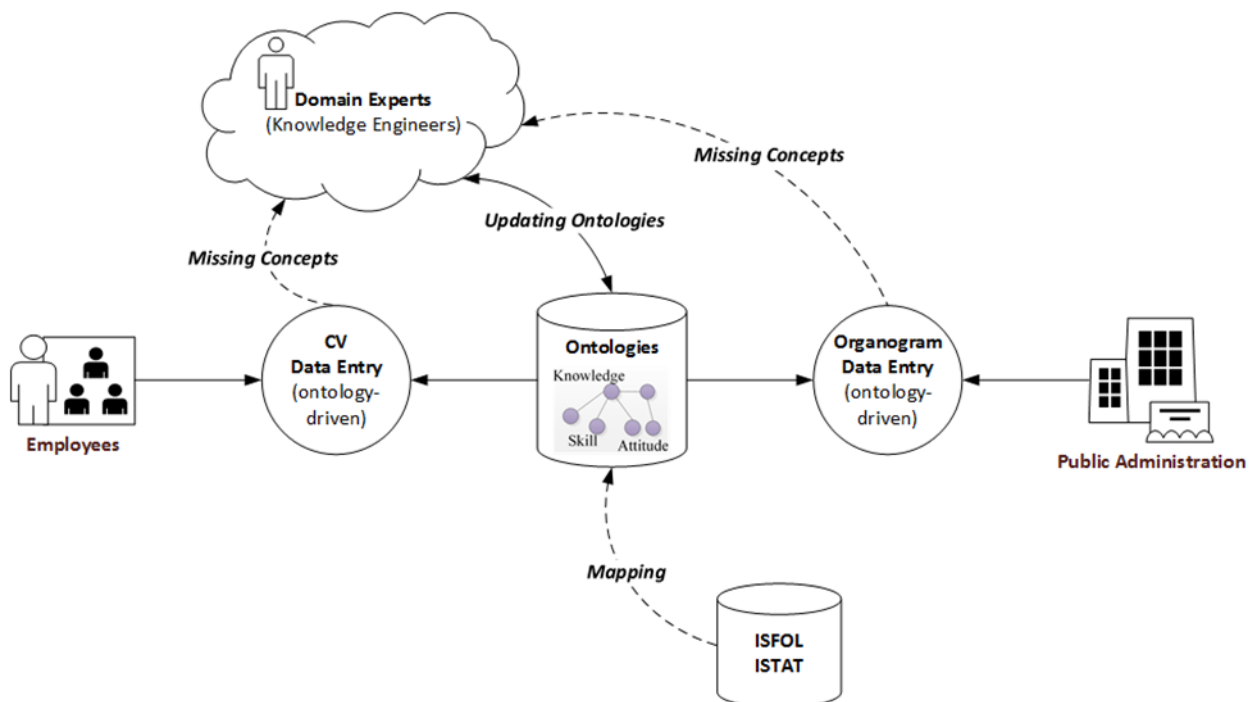 Domain Experts
(Knowledge Engineers)
Missing Concepts
Updating Ontologies
Missing Concepts
CV
Data Entry
(ontology-
driven)
Ontologies
Knowledge
Skill
Attitude
Organogram
Data Entry
(ontology-
driven)
Employees
Public Administration
Mapping
ISFOL
ISTAT